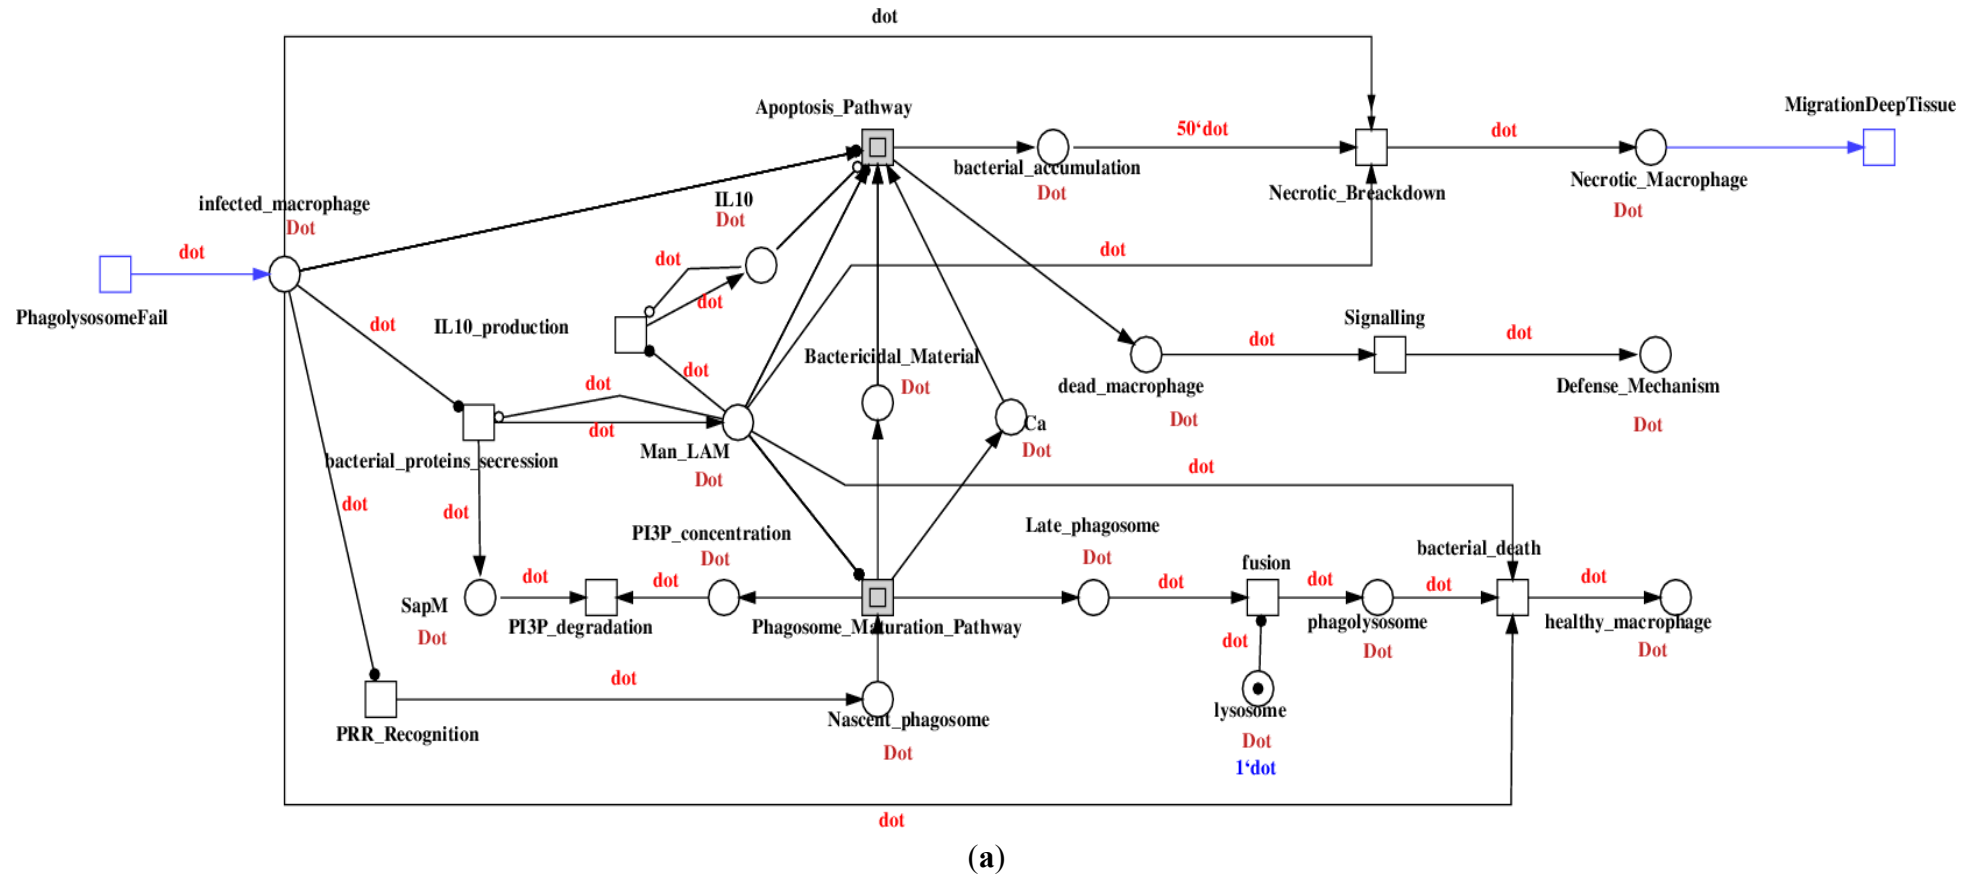 dot
MigrationDeepTissue
Apoptosis_Pathway
50‘dot
dot
bacterial_accumulation
Dot
Necrotic_Breackdown
Necrotic_Macrophage
Dot
infected_macrophage
Dot
IL10
Dot
dot
dot
dot
dot
PhagolysosomeFail
dot
IL10_production
dot
Signalling
dot
dot
Bactericidal_Material
Dot
dead_macrophage
Dot
Defense_Mechanism
Dot
dot
dot
dot
Ca
Dot
Man_LAM
Dot
bacterial_proteins_secression
dot
dot
dot
PI3P_concentration
Dot
Late_phagosome
Dot
fusion
bacterial_death
dot
dot
dot
dot
dot
dot
SapM
Dot
PI3P_degradation
Phagosome_Maturation_Pathway
dot
phagolysosome
Dot
healthy_macrophage
Dot
dot
PRR_Recognition
Nascent_phagosome
Dot
lysosome
Dot
1‘dot
dot
(a)